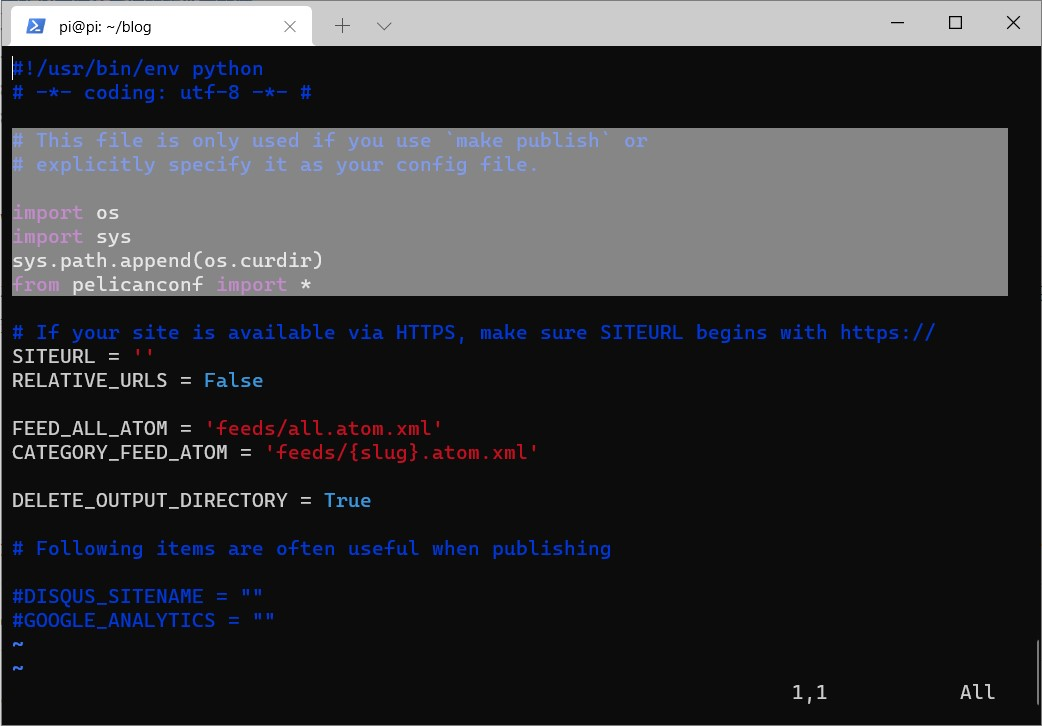 pi@pi: ~/blog
#!/usr/bin/env python
# -*- coding: utf-8 -*- #
# This file is only used if you use `make publish` or
# explicitly specify it as your config file.
import os
import sys
sys.path.append(os.curdir)
from pelicanconf import *
# If your site is available via HTTPS, make sure SITEURL begins with https://
SITEURL = ''
RELATIVE_URLS = False
FEED_ALL_ATOM = 'feeds/all.atom.xml'
CATEGORY_FEED_ATOM = 'feeds/{slug}.atom.xml'
DELETE_OUTPUT_DIRECTORY = True
# Following items are often useful when publishing
#DISQUS_SITENAME = ""
#GOOGLE_ANALYTICS = ""
~
~
1,1 All